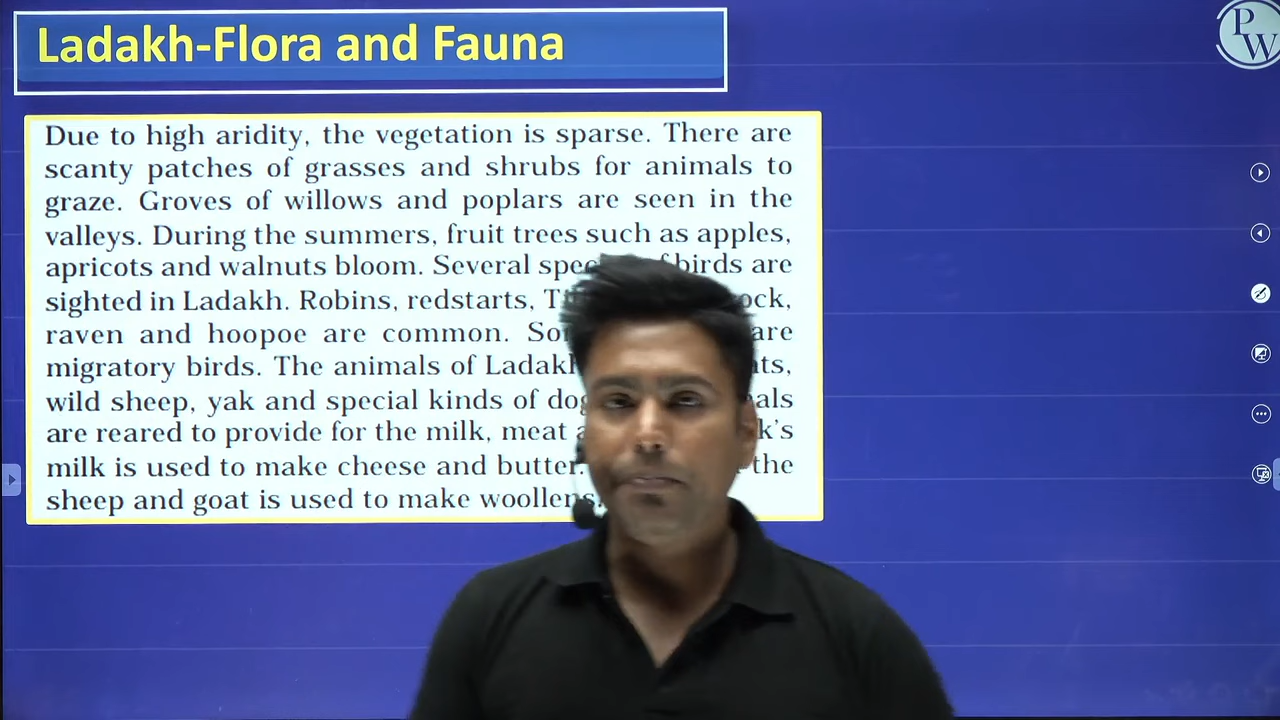 Ladakh-Flora and Fauna
PW
Due to high aridity, the vegetation is sparse. There are
scanty patches of grasses and shrubs for animals to
graze. Groves of willows and poplars are seen in the
valleys. During the summers, fruit trees such as apples,
apricots and walnuts bloom. Several birds are
sighted in Ladakh. Robins, redstarts,
raven and hoopoe are common. are
migratory birds. The animals of Ladakh
wild sheep, yak and special kinds of
are reared to provide for the milk, meat
milk is used to make cheese and butter. the
sheep and goat is used to make woollens.